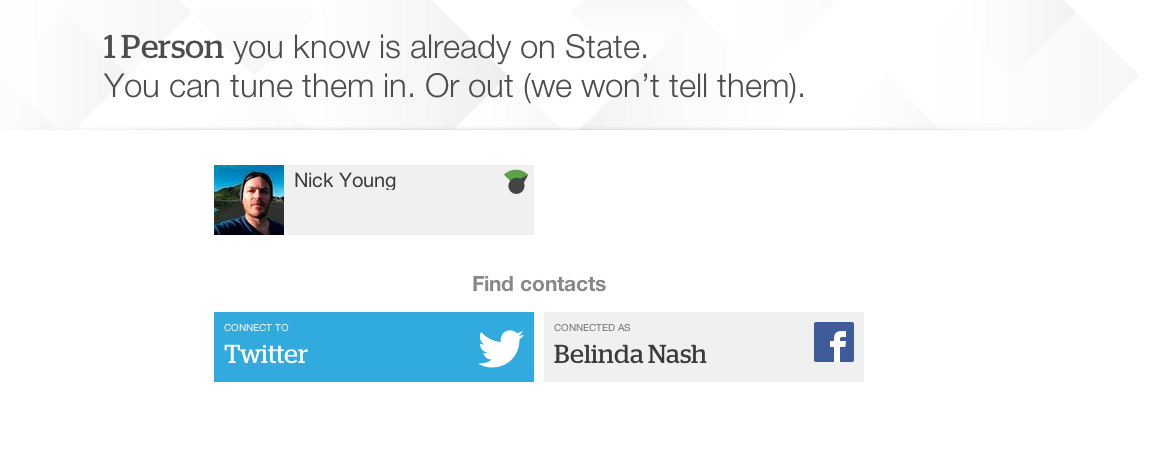 1 Person you know is already on State.
You can tune them in. Or out (we won't tell them).
Nick Young
Find contacts
CONNECT TO
Twitter
CONNECTED AS
Belinda Nash